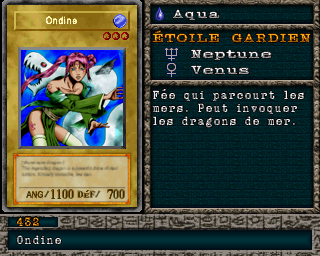 Ondine
ANG/1100 DéF/ 700
Aqua
ÉTOILE GARDIEN
Neptune
Venus
Fée qui parcourt les
mers. Peut invoquer
les dragons de mer.
432
Ondine